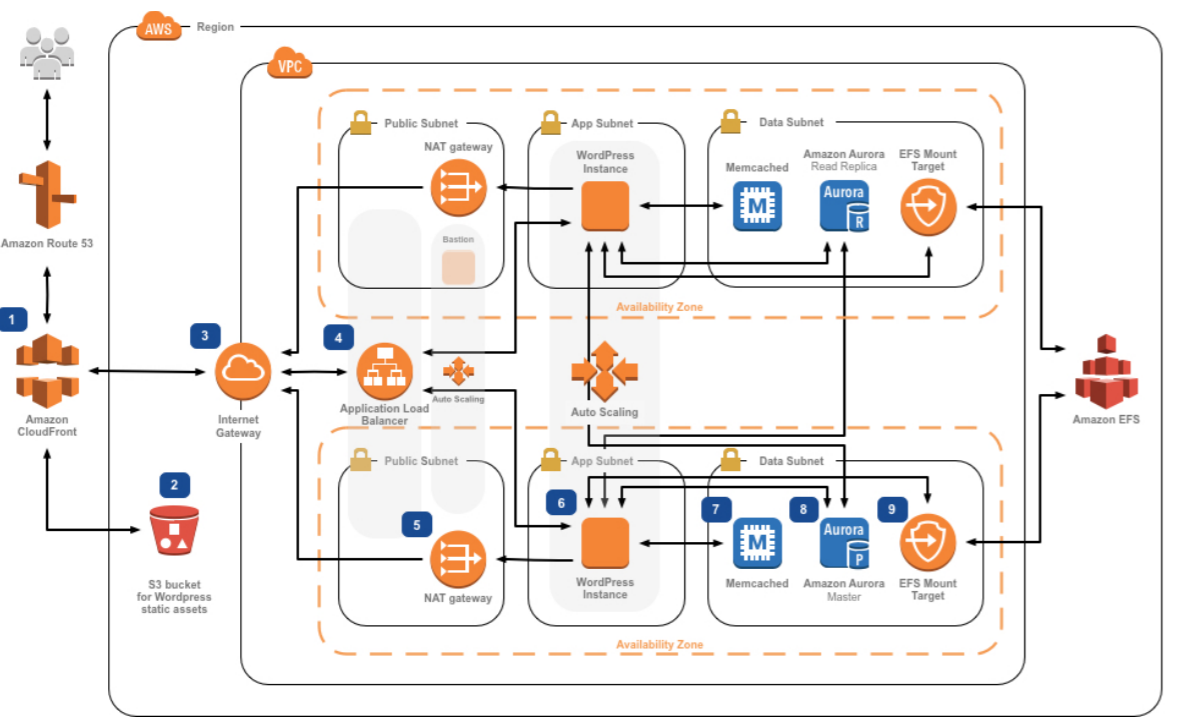 AWS
Region
VPC
Public Subnet
App Subnet
Data Subnet
NAT gateway
WordPress
Instance
Memcached
M
Amazon Aurora
Read Replica
Aurora
R
EFS Mount
Target
Bastion
Availability Zone
Amazon Route 53
1
3
4
Amazon
CloudFront
Internet
Gateway
Application Load
Balancer
Auto Scaling
Auto Scaling
Amazon EFS
Public Subnet
App Subnet
Data Subnet
2
5
6
7
8
9
M
Aurora
P
S3 bucket
for Wordpress
static assets
NAT gateway
WordPress
Instance
Memcached
Amazon Aurora
Master
EFS Mount
Target
Availability Zone